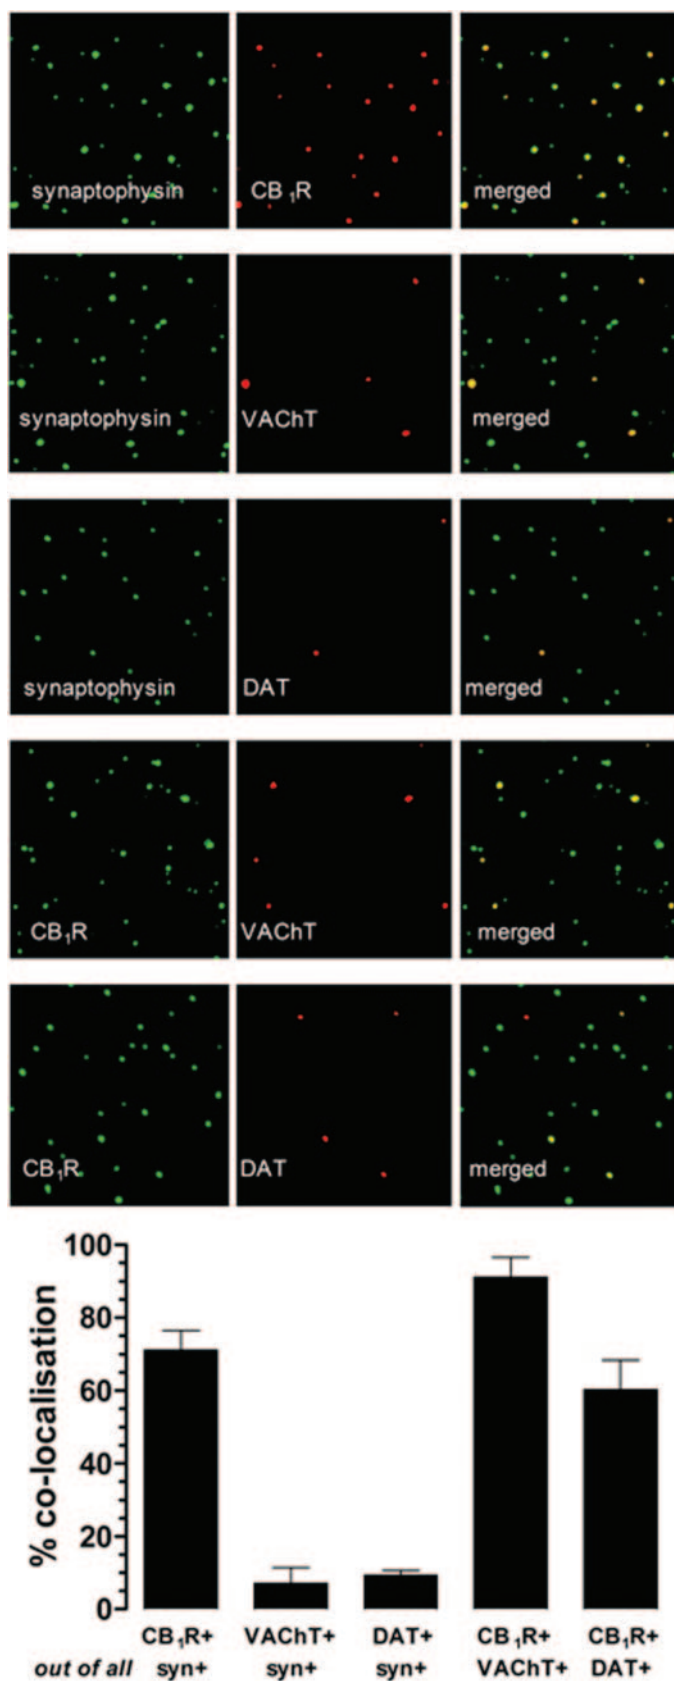 synaptophysin CB₁R merged
synaptophysin VAChT merged
synaptophysin DAT merged
CB₁R VAChT merged
CB₁R DAT merged
100
80
60
40
20
0
% co-localisation
CB₁R+ VAChT+ DAT+ CB₁R+ CB₁R+
out of all syn+ syn+ syn+ VAChT+ DAT+